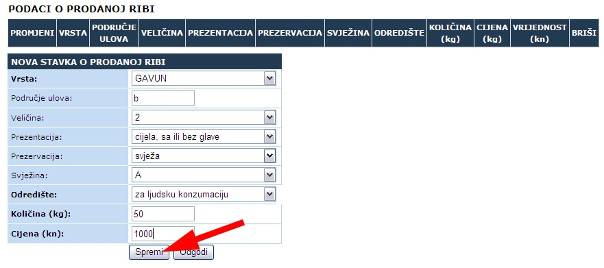 PODACI O PRODANOJ RIBI
PROMJENI VRSTA PODRUČJE ULOVA VELIČINA PREZENTACIJA PREZERVACIJA SVJEŽINA ODREDIŠTE KOLIČINA (kg) CIJENA (kg) VRIJEDNOST (kn) BRIŠI
NOVA STAVKA O PRODANOJ RIBI
Vrsta: GAVUN
Područje ulova: b
Veličina: 2
Prezentacija: cijela, sa ili bez glave
Prezervacija: svježa
Svježina: A
Odredište: za ljudsku konzumaciju
Količina (kg): 50
Cijena (kn): 1000
Spremi Odgodi